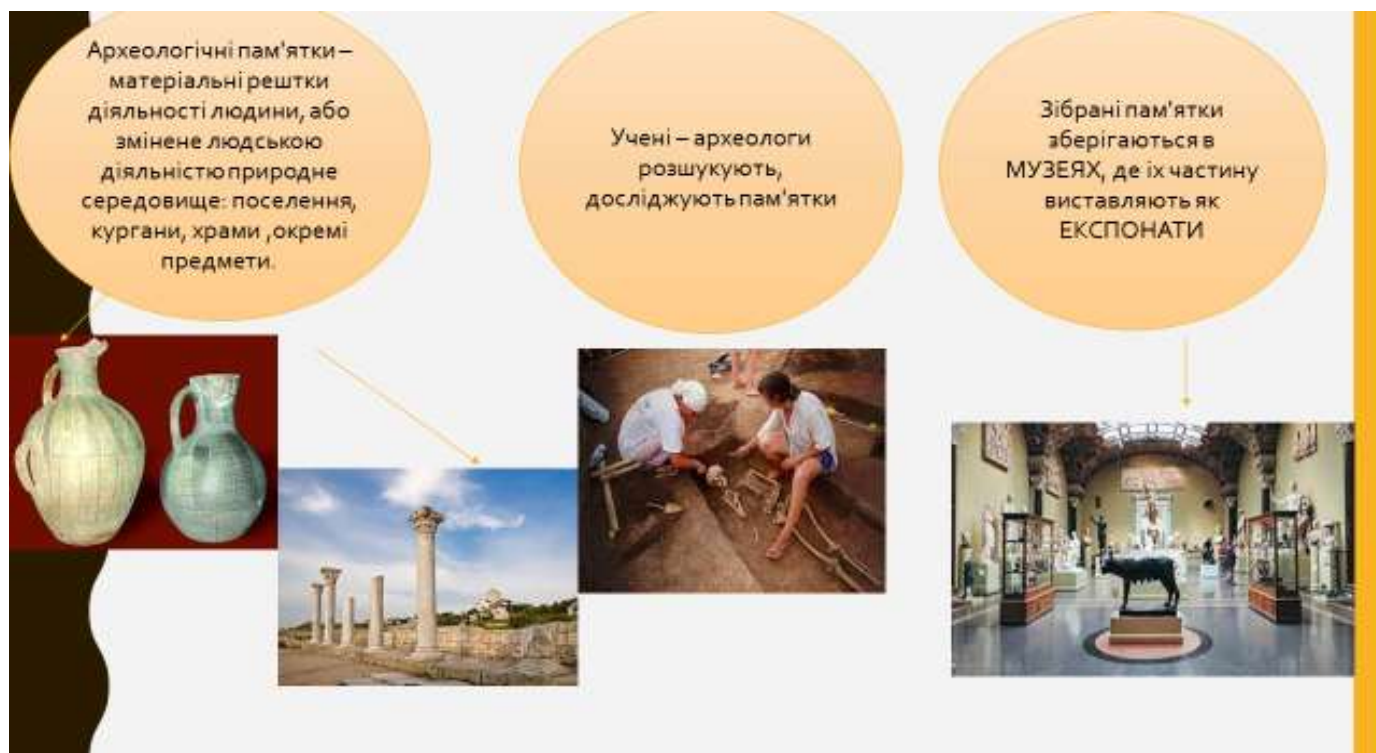 Археологічні пам'ятки –
матеріальні рештки
діяльності людини, або
змінене людською
діяльністю природне
середовище: поселення,
кургани, храми ,окремі
предмети.
Учені – археологи
розшукують,
досліджують пам'ятки
Зібрані пам'ятки
зберігаються в
МУЗЕЯХ, де їх частину
виставляють як
ЕКСПОНАТИ